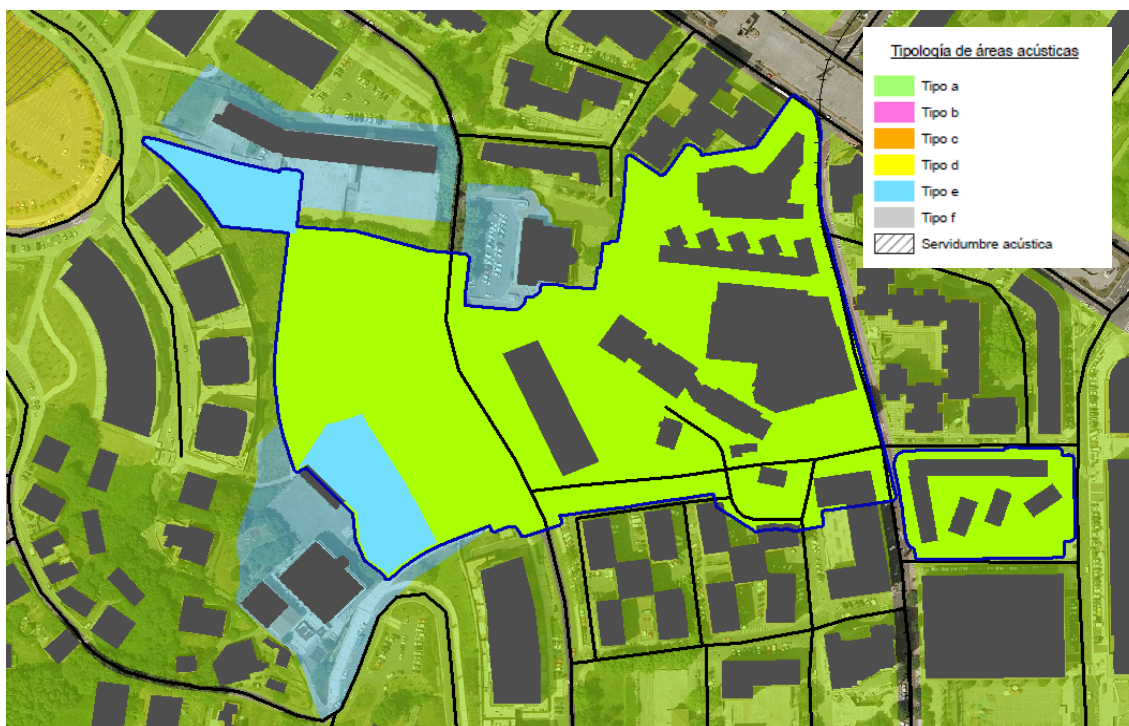 Tipología de áreas acústicas
Tipo a
Tipo b
Tipo c
Tipo d
Tipo e
Tipo f
Servidumbre acústica